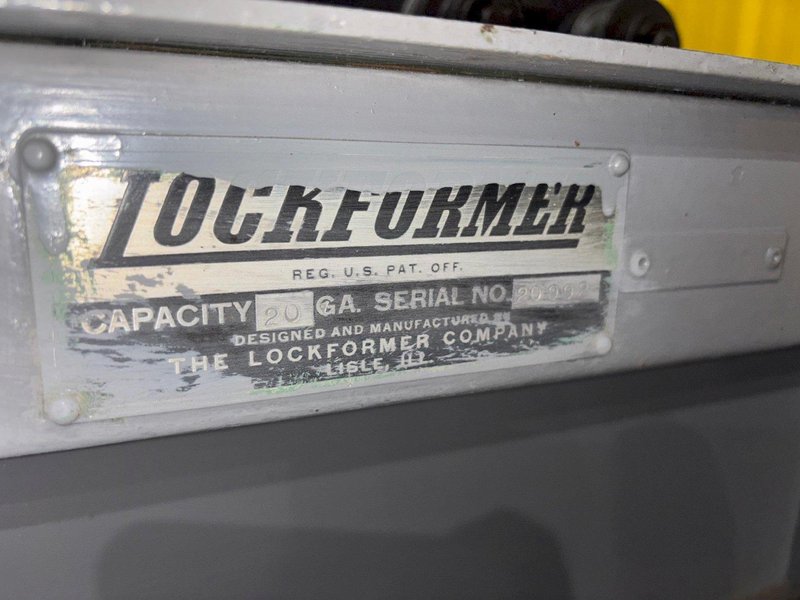 LOCKFORMER
REG. U.S. PAT. OFF.
CAPACITY 20 GA. SERIAL NO.
DESIGNED AND MANUFACTURED BY
THE LOCKFORMER COMPANY
LISLE, ILL.